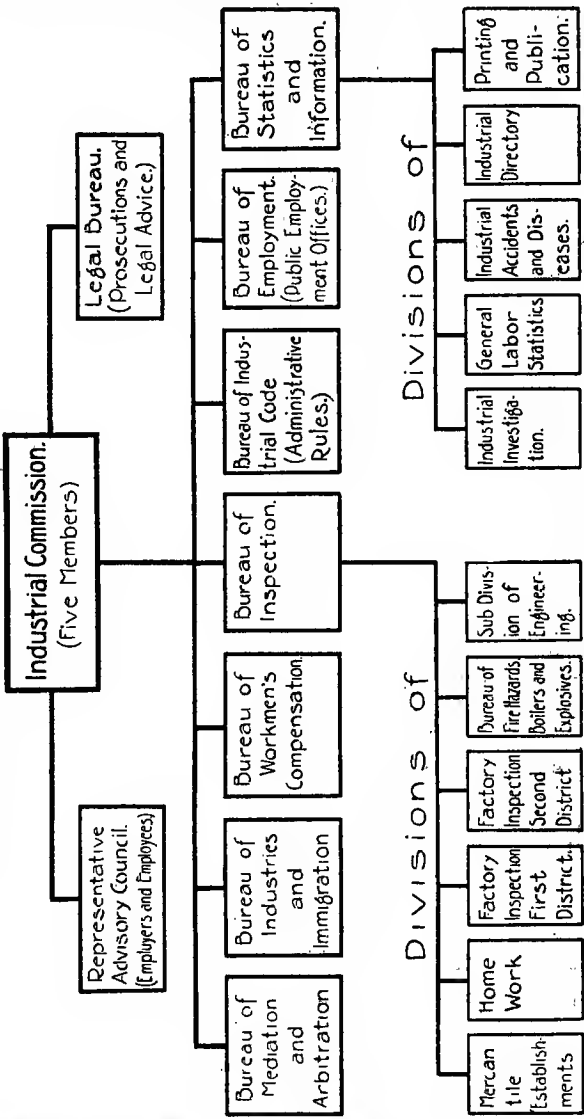 Industrial Commission.
(Five Members)
Representative
Advisory Council.
(Employers and Employees)
Legal Bureau.
(Prosecutions and
Legal Advice.)
Bureau of
Mediation
and
Arbitration
Bureau of
Industries
and
Immigration
Bureau of
Workmen's
Compensation.
Bureau of
Inspection.
Bureau of Indus-
trial Code
(Administrative
Rules.)
Bureau of
Employment.
(Public Employ-
ment Offices.)
Bureau of
Statistics
and
Information.
Divisions of
Mercan
tile
Establish-
ments
Home
Work
Factory
Inspection
First
District.
Factory
Inspection
Second
District
Bureau of
Fire Hazards,
Boilers and
Explosives.
Sub Divis-
ion of
Engineer-
ing.
Divisions of
Industrial
Investiga-
tion.
General
Labor
Statistics
Industrial
Accidents
and Dis-
eases.
Industrial
Directory
Printing
and
Publi-
cation.